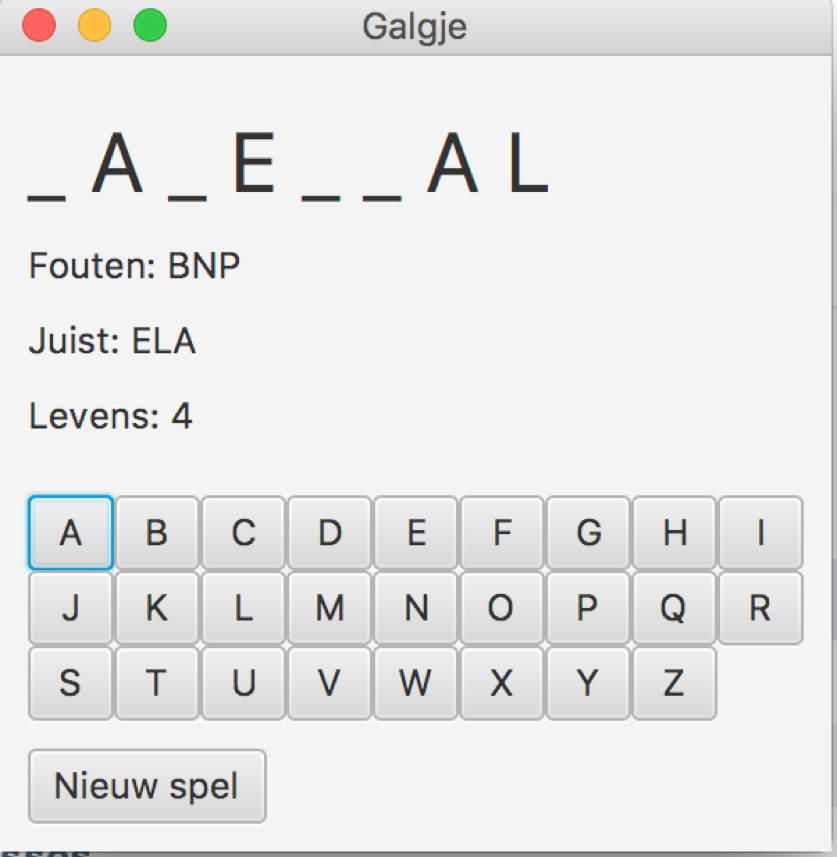 Galgje
_ A _ E _ _ A L
Fouten: BNP
Juist: ELA
Levens: 4
A B C D E F G H I
J K L M N O P Q R
S T U V W X Y Z
Nieuw spel